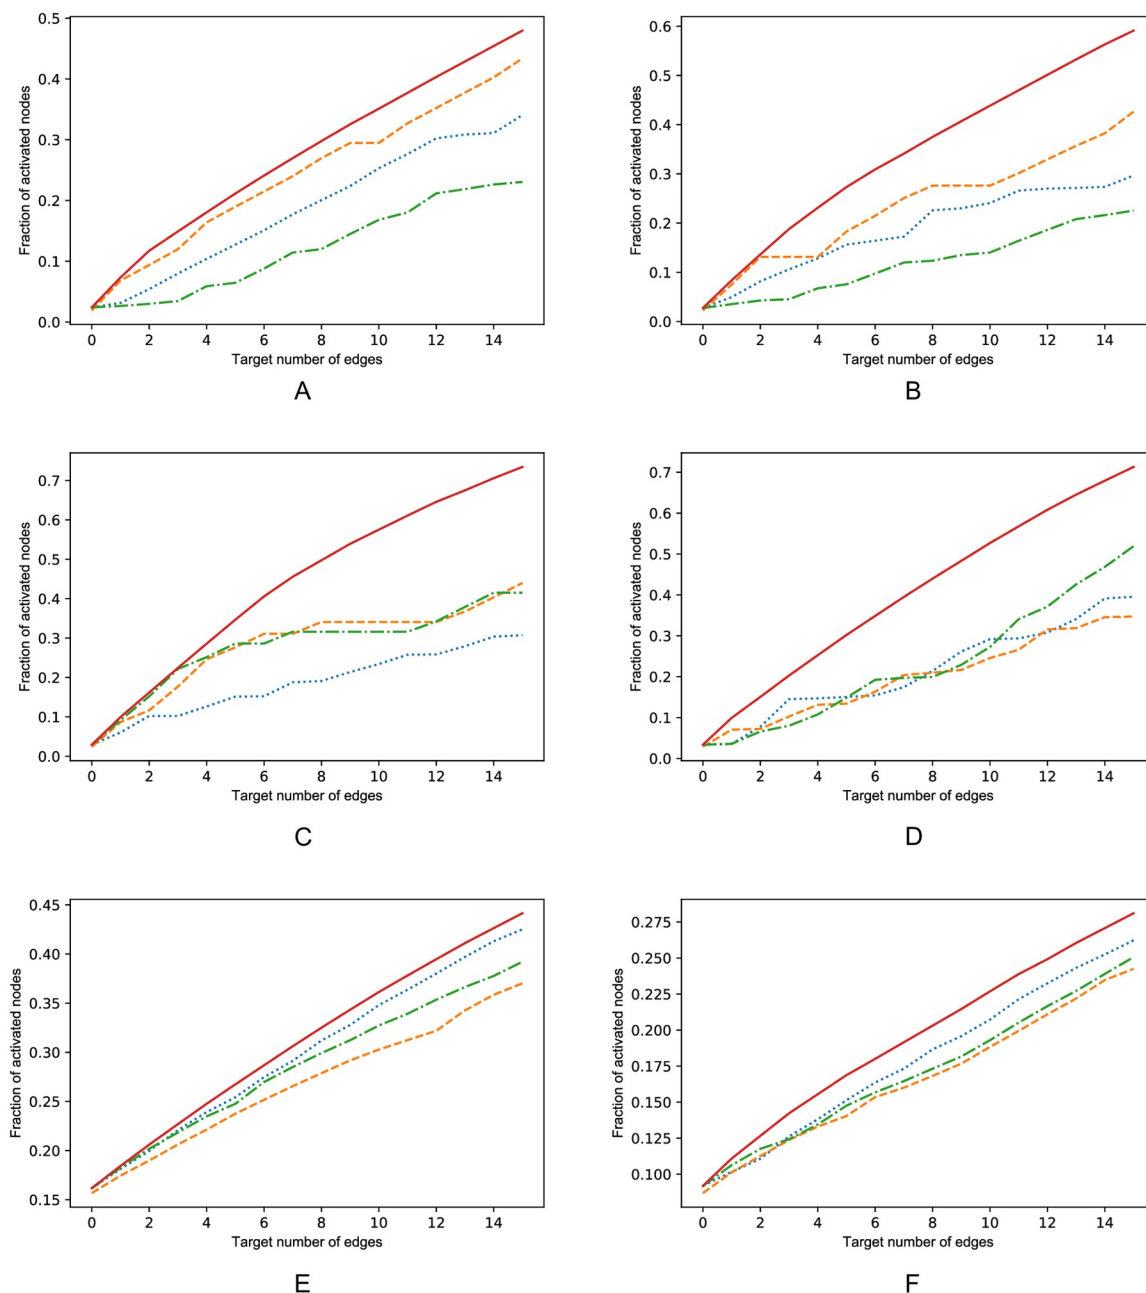 0.5
0.4
0.3
0.2
0.1
0.0
Fraction of activated nodes
0 2 4 6 8 10 12 14
Target number of edges
A
0.6
0.5
0.4
0.3
0.2
0.1
0.0
Fraction of activated nodes
0 2 4 6 8 10 12 14
Target number of edges
B
0.7
0.6
0.5
0.4
0.3
0.2
0.1
0.0
Fraction of activated nodes
0 2 4 6 8 10 12 14
Target number of edges
C
0.7
0.6
0.5
0.4
0.3
0.2
0.1
0.0
Fraction of activated nodes
0 2 4 6 8 10 12 14
Target number of edges
D
0.45
0.40
0.35
0.30
0.25
0.20
0.15
Fraction of activated nodes
0 2 4 6 8 10 12 14
Target number of edges
E
0.275
0.250
0.225
0.200
0.175
0.150
0.125
0.100
Fraction of activated nodes
0 2 4 6 8 10 12 14
Target number of edges
F